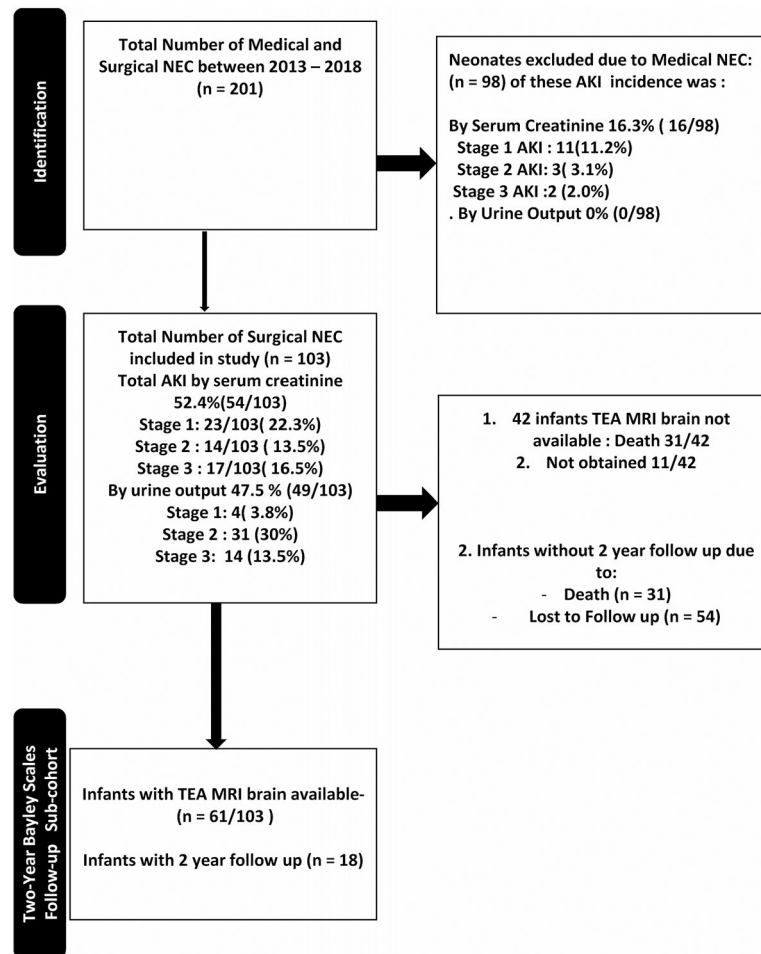 Identification
Total Number of Medical and
Surgical NEC between 2013 – 2018
(n = 201)
Neonates excluded due to Medical NEC:
(n = 98) of these AKI incidence was :
By Serum Creatinine 16.3% ( 16/98)
Stage 1 AKI : 11(11.2%)
Stage 2 AKI: 3( 3.1%)
Stage 3 AKI :2 (2.0%)
. By Urine Output 0% (0/98)
Evaluation
Total Number of Surgical NEC
included in study (n = 103)
Total AKI by serum creatinine
52.4%(54/103)
Stage 1: 23/103( 22.3%)
Stage 2 : 14/103 ( 13.5%)
Stage 3 : 17/103( 16.5%)
By urine output 47.5 % (49/103)
Stage 1: 4( 3.8%)
Stage 2 : 31 (30%)
Stage 3: 14 (13.5%)
1. 42 infants TEA MRI brain not
available : Death 31/42
2. Not obtained 11/42
2. Infants without 2 year follow up due
to:
- Death (n = 31)
- Lost to Follow up (n = 54)
Two-Year Bayley Scales
Follow-up Sub-cohort
Infants with TEA MRI brain available-
(n = 61/103 )
Infants with 2 year follow up (n = 18)